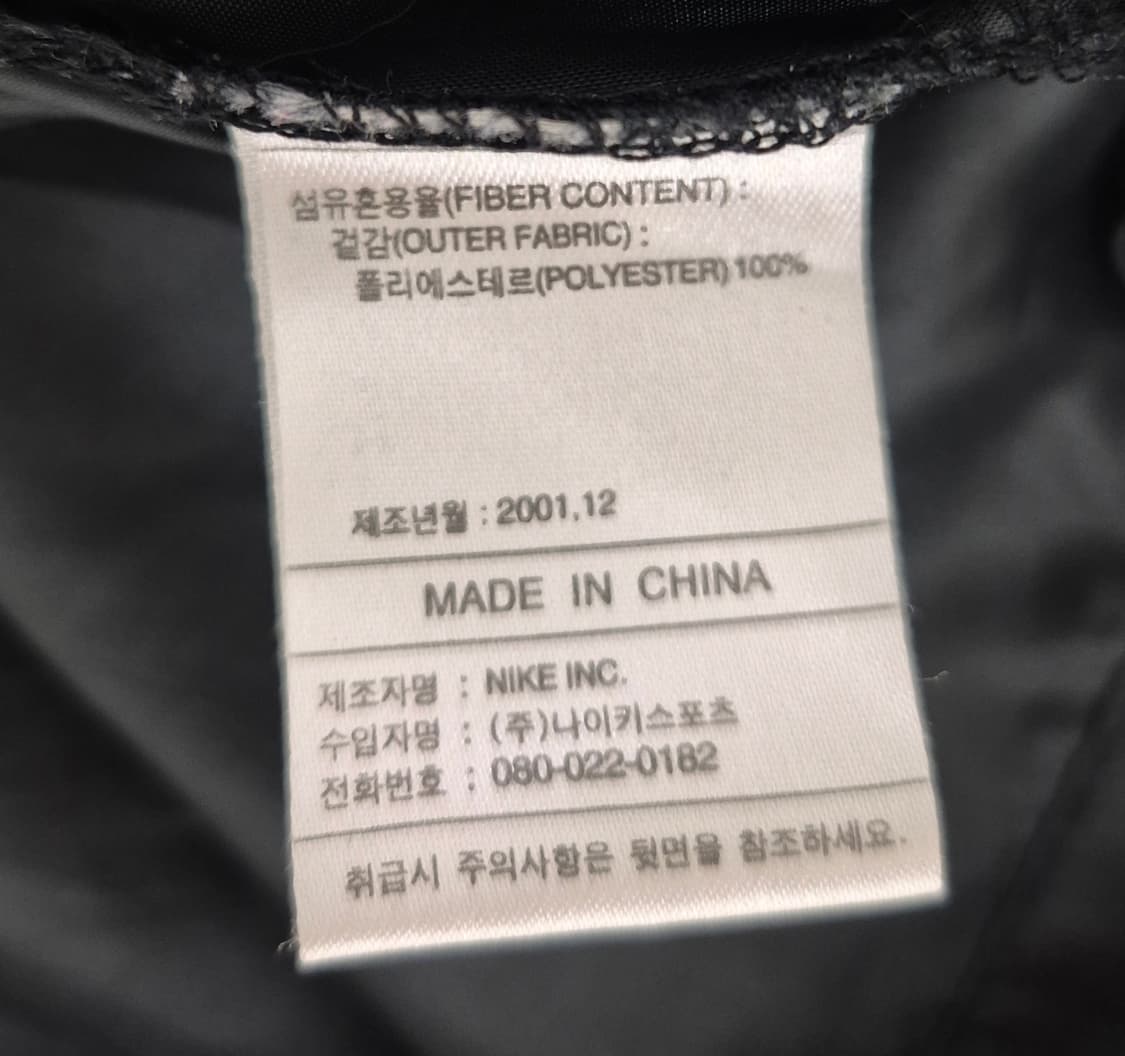 섬유혼용율(FIBER CONTENT) :
겉감(OUTER FABRIC) :
폴리에스테르(POLYESTER) 100%
제조년월 : 2001.12
MADE IN CHINA
제조자명 : NIKE INC.
수입자명 : (주)나이키스포츠
전화번호 : 080-022-0182
취급시 주의사항은 뒷면을 참조하세요.